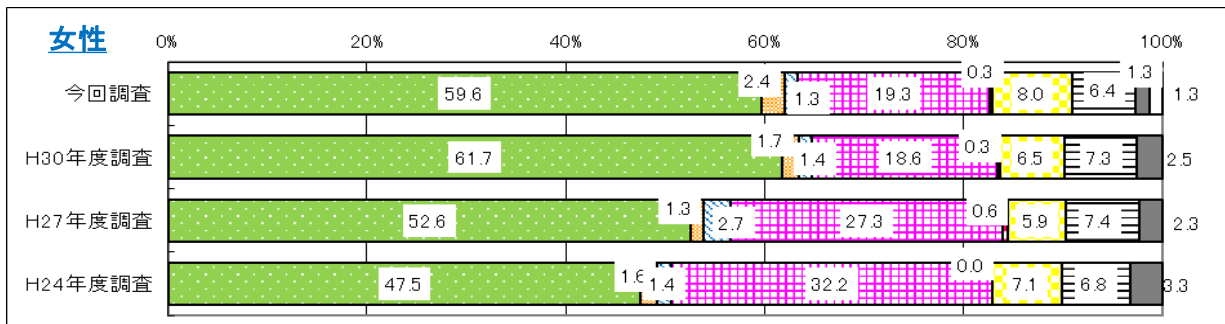 女性
0% 20% 40% 60% 80% 100%
今回調査 59.6 2.4 1.3 19.3 0.3 8.0 6.4 1.3 1.3
H30年度調査 61.7 1.7 1.4 18.6 0.3 6.5 7.3 2.5
H27年度調査 52.6 1.3 2.7 27.3 0.6 5.9 7.4 2.3
H24年度調査 47.5 1.6 1.4 32.2 0.0 7.1 6.8 3.3